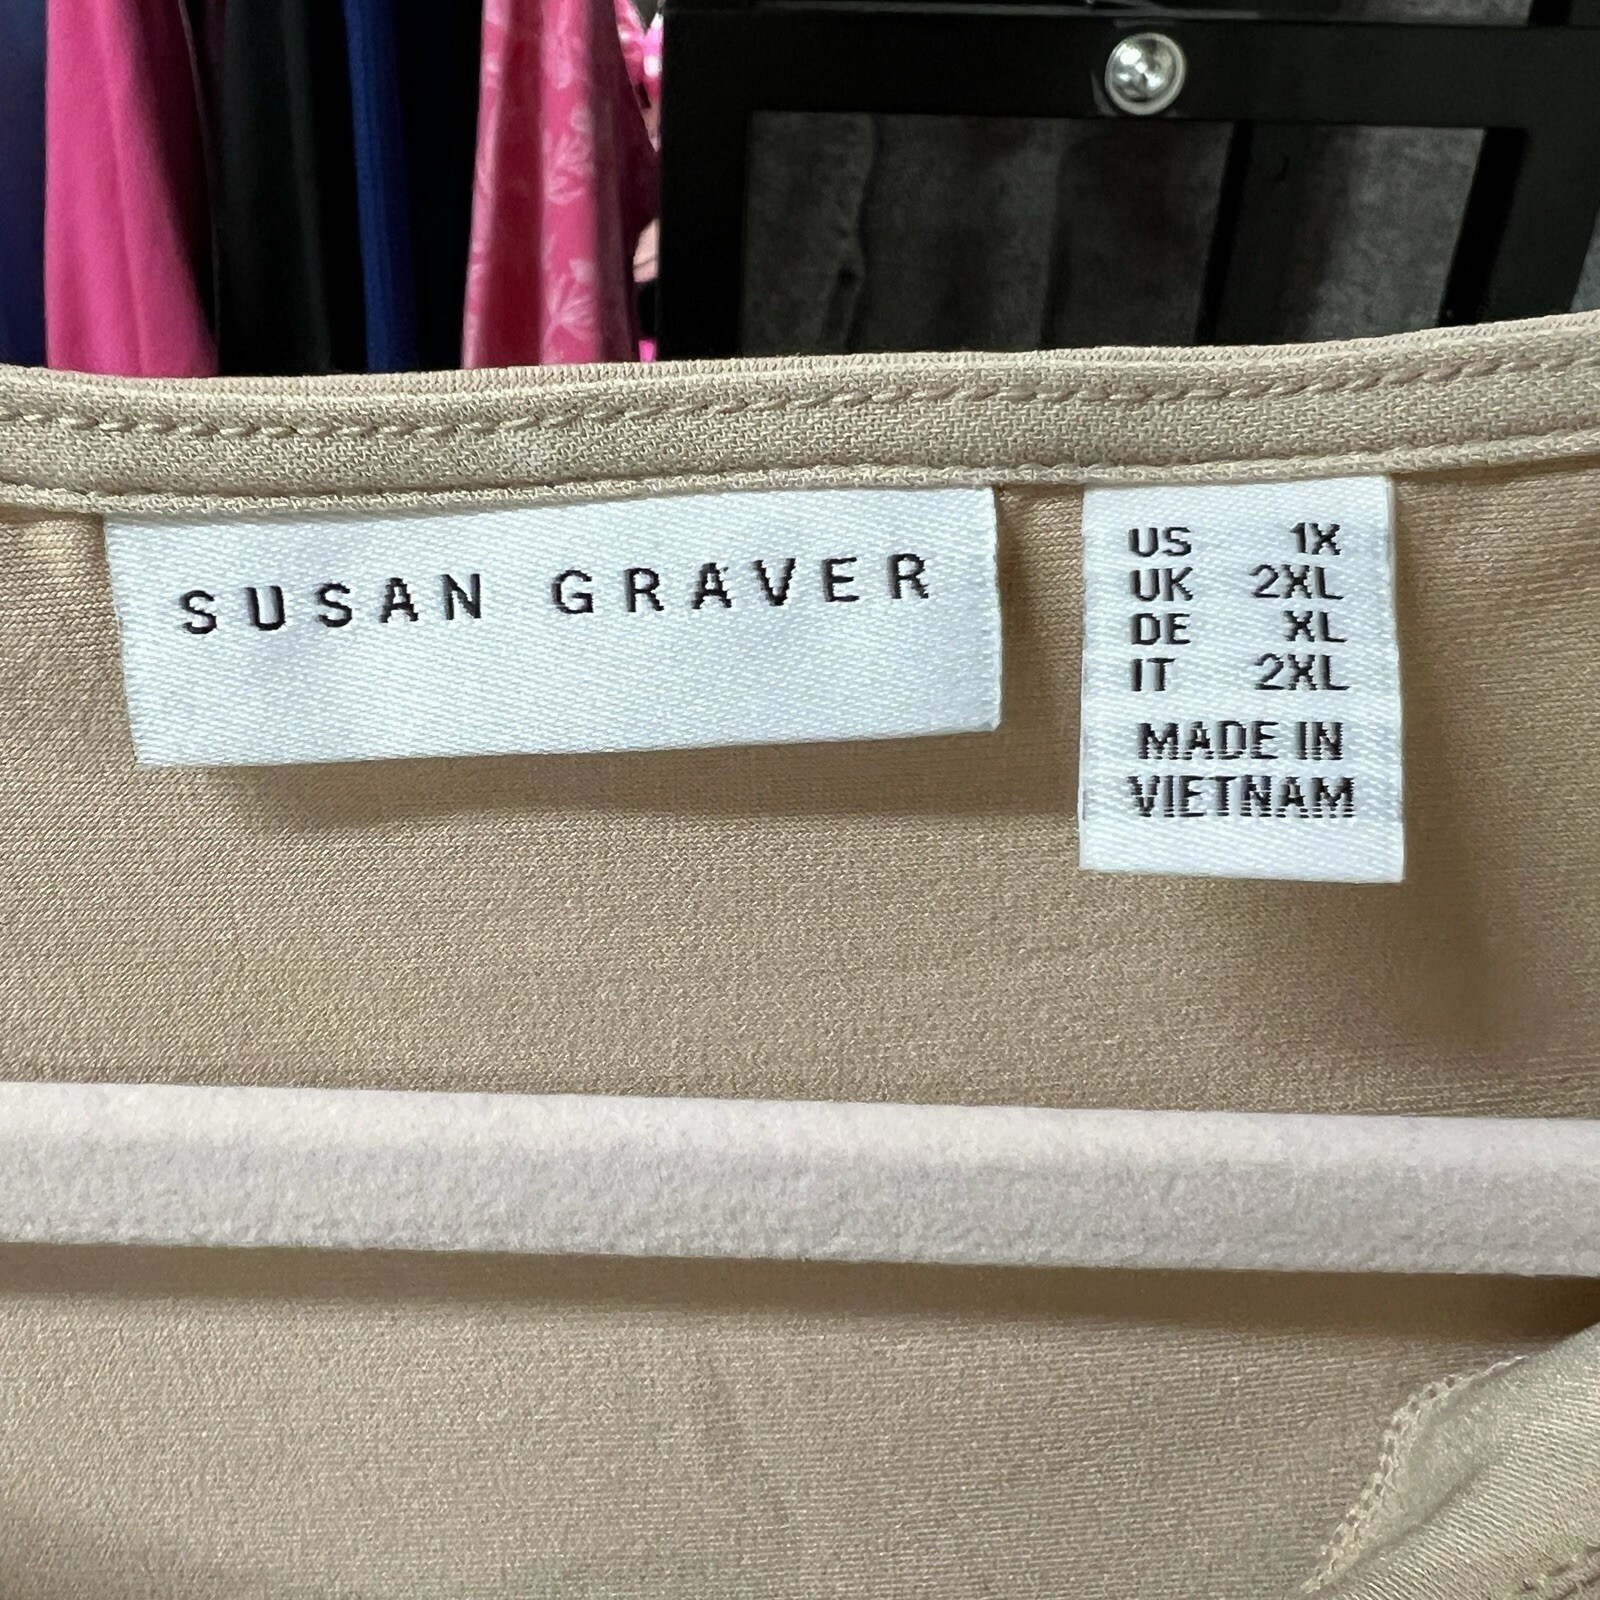 SUSAN GRAVER
US 1X
UK 2XL
DE XL
IT 2XL
MADE IN
VIETNAM